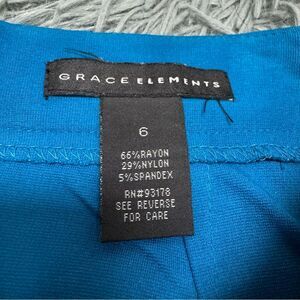 GRACE ELEMENTS
6
66%RAYON
29%NYLON
5%SPANDEX
RN#93178
SEE REVERSE
FOR CARE